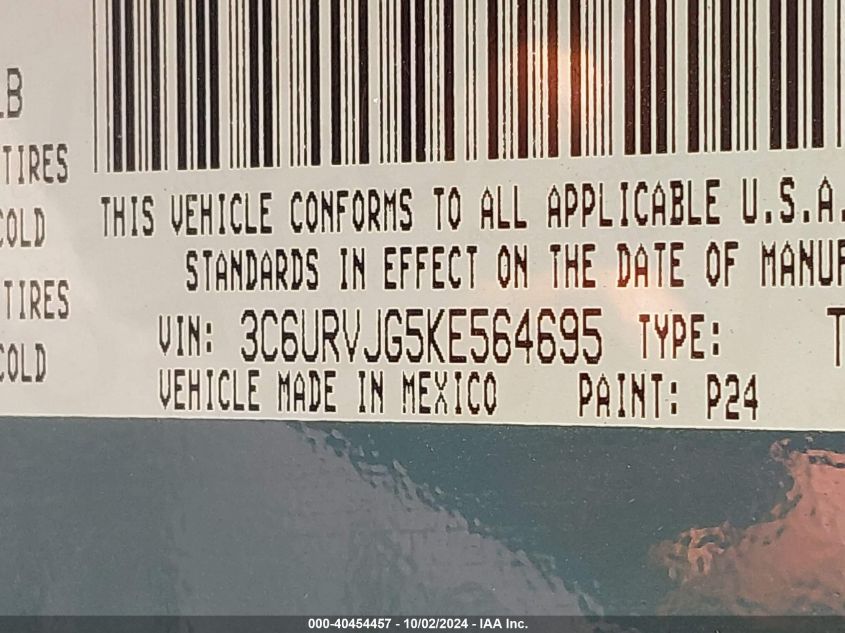 LB
TIRES
COLD
TIRES
COLD
THIS VEHICLE CONFORMS TO ALL APPLICABLE U.S.A.
STANDARDS IN EFFECT ON THE DATE OF MANUF
VIN: 3C6URVJG5KE564695 TYPE: T
VEHICLE MADE IN MEXICO PAINT: P24
000-40454457 - 10/02/2024 - IAA Inc.